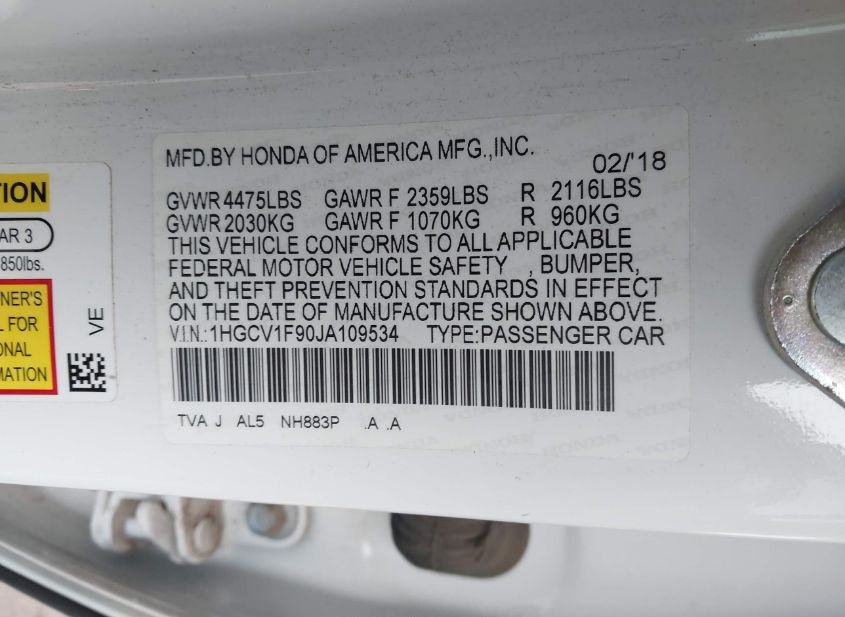 MFD.BY HONDA OF AMERICA MFG.,INC. 02/'18
GVWR 4475LBS GAWR F 2359LBS R 2116LBS
GVWR 2030KG GAWR F 1070KG R 960KG
THIS VEHICLE CONFORMS TO ALL APPLICABLE
FEDERAL MOTOR VEHICLE SAFETY , BUMPER,
AND THEFT PREVENTION STANDARDS IN EFFECT
ON THE DATE OF MANUFACTURE SHOWN ABOVE.
V.I.N.:1HGCV1F90JA109534 TYPE:PASSENGER CAR
TVA J AL5 NH883P .A .A
TION
AR 3
850lbs.
NER'S
L FOR
ONAL
MATION
VE